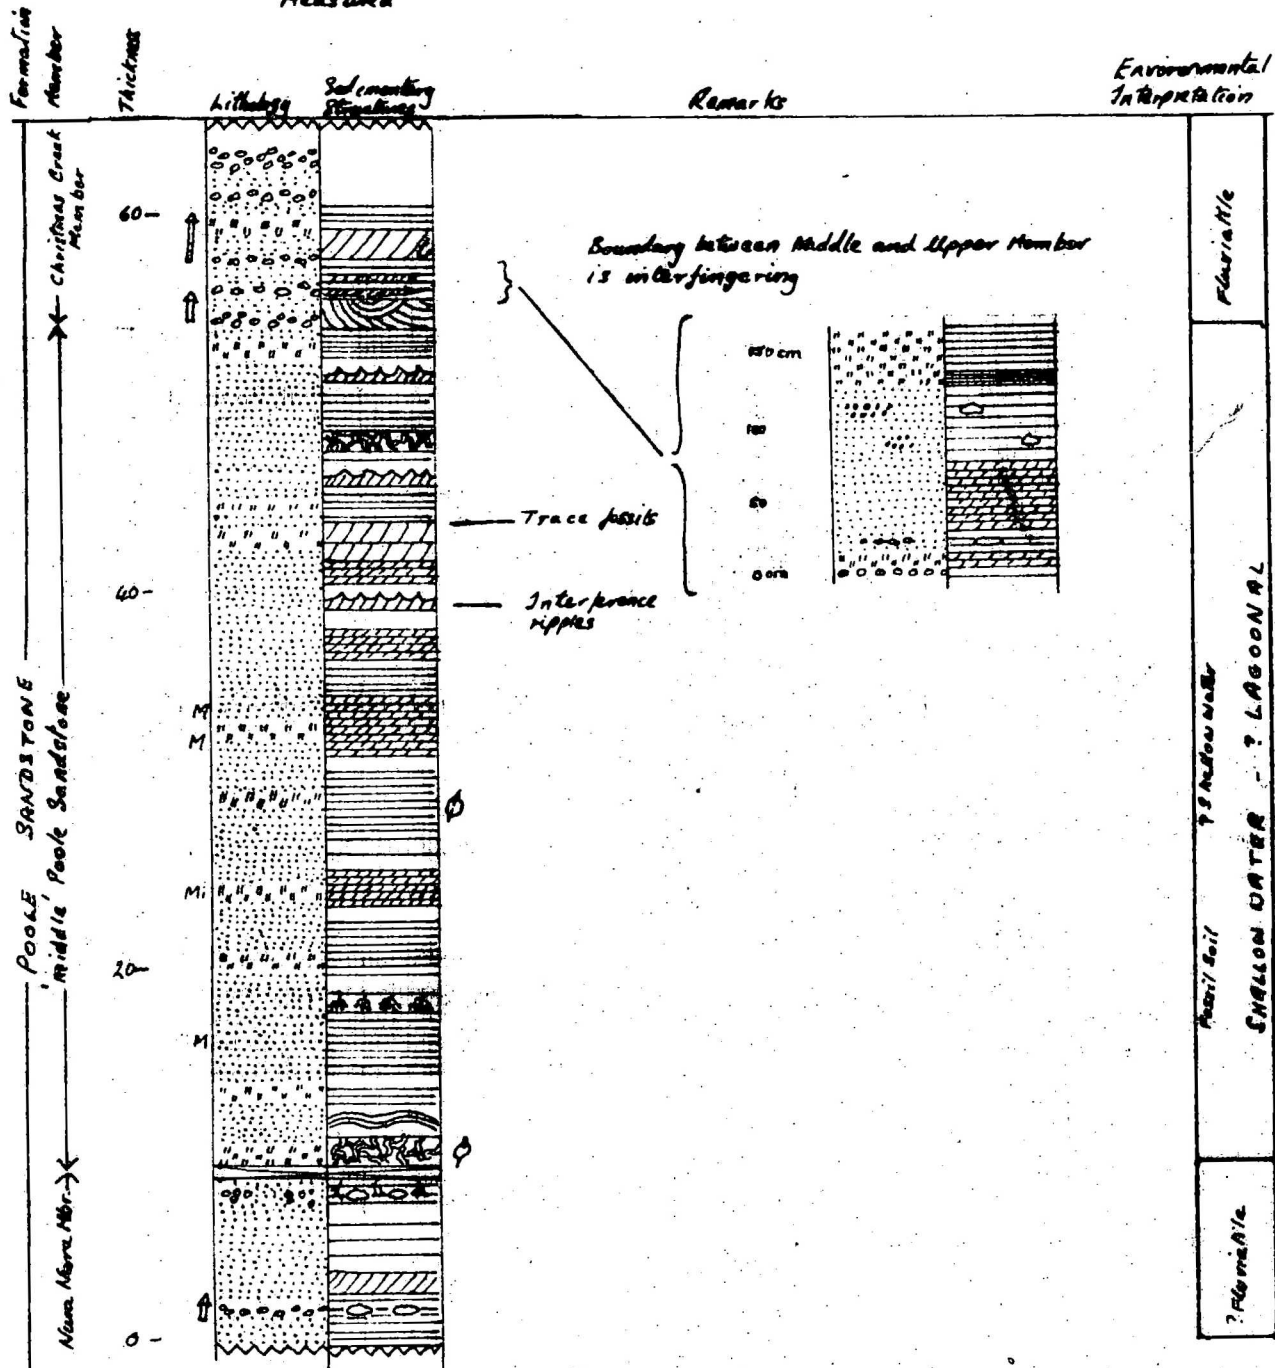 Measured
Formation
Member
Thickness
Lithology
Sedimentary
Structures
Remarks
Environmental
Interpretation
POOLE SANDSTONE
Christmas Creek
Member
'middle' Poole Sandstone
Nura Nura Mbr.
60-
40-
20-
0-
M
M
Mi
M
Boundary between Middle and Upper Member
is interfingering
150 cm
100
50
0 cm
Trace fossils
Interference
ripples
Fluviatile
? Shallow Water
Fossil Soil
SHALLOW WATER - ? LAGOONAL
? Fluviatile